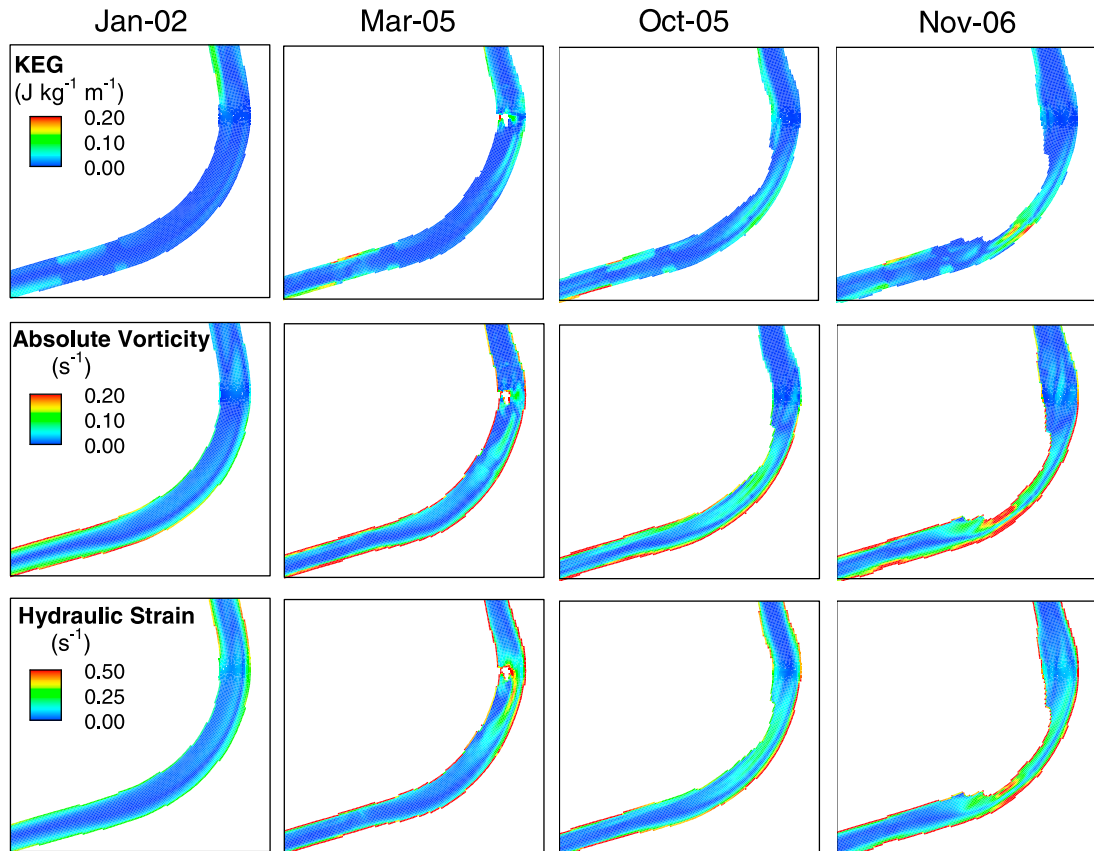 Jan-02 Mar-05 Oct-05 Nov-06
KEG
(J kg⁻¹ m⁻¹)
0.20
0.10
0.00
Absolute Vorticity
(s⁻¹)
0.20
0.10
0.00
Hydraulic Strain
(s⁻¹)
0.50
0.25
0.00